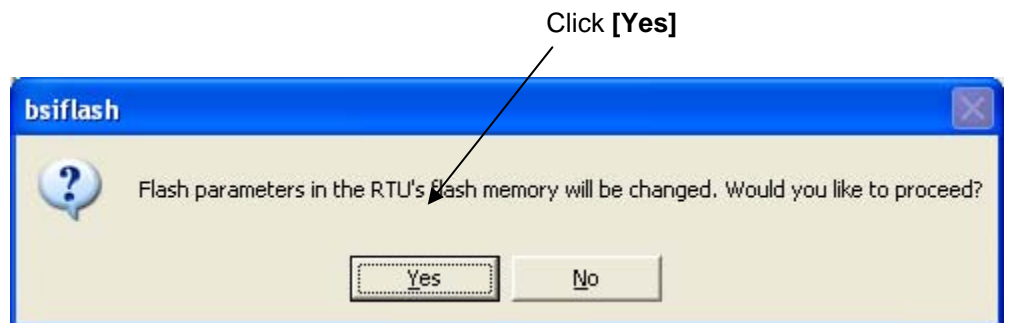 Click [Yes]
bsiflash
Flash parameters in the RTU's flash memory will be changed. Would you like to proceed?
Yes No